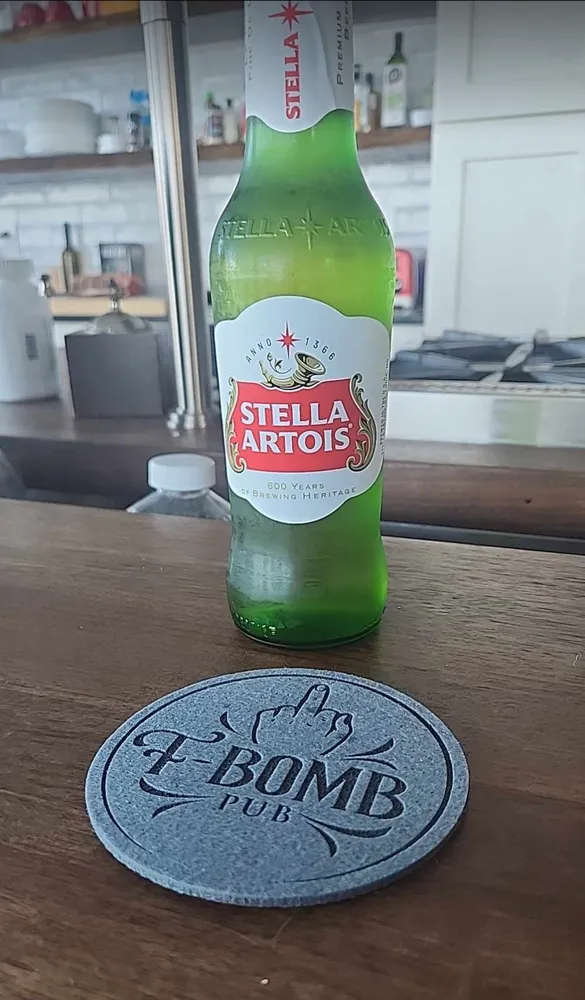 STELLA
PREMIUM
STELLA ARTOIS
ANNO 1366
STELLA
ARTOIS
600 YEARS
OF BREWING HERITAGE
F-BOMB
PUB